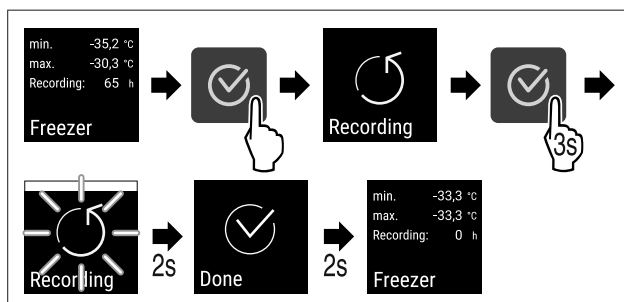 min. -35,2 °C
max. -30,3 °C
Recording: 65 h
Freezer
Recording
3s
Recording
2s
Done
2s
min. -33,3 °C
max. -33,3 °C
Recording: 0 h
Freezer